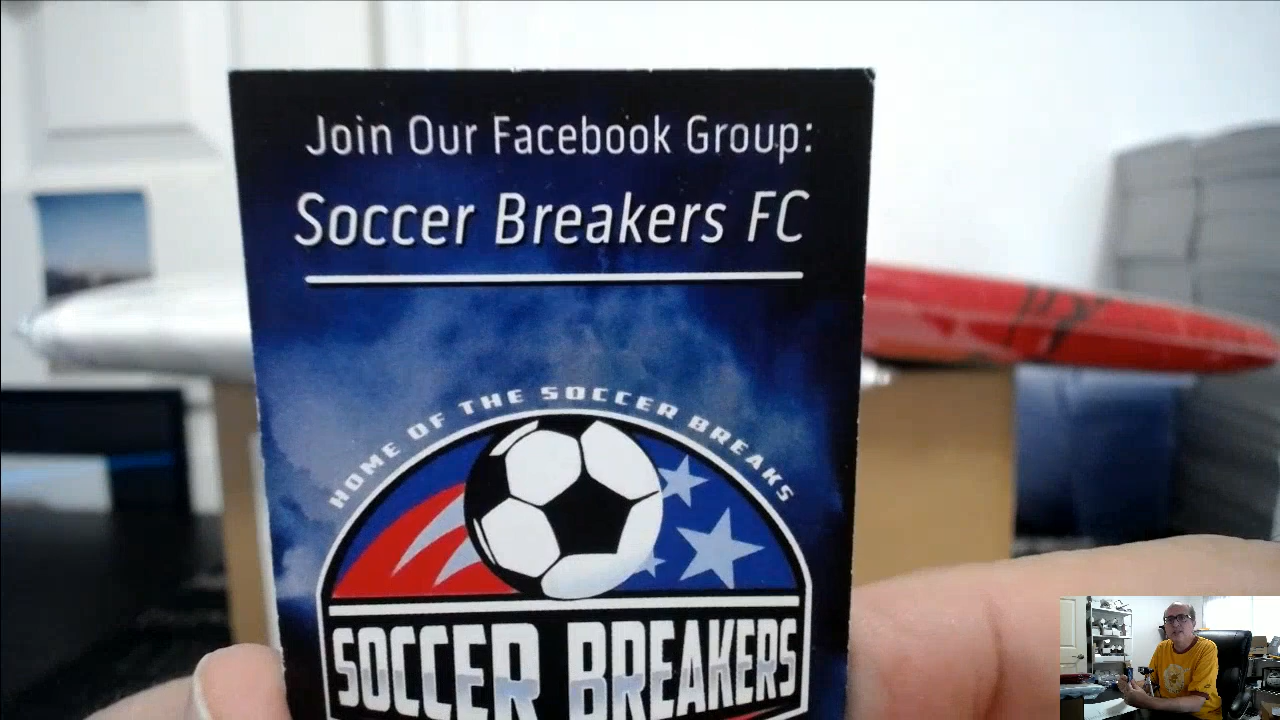 Join Our Facebook Group:
Soccer Breakers FC
HOME OF THE SOCCER BREAKS
SOCCER BREAKERS